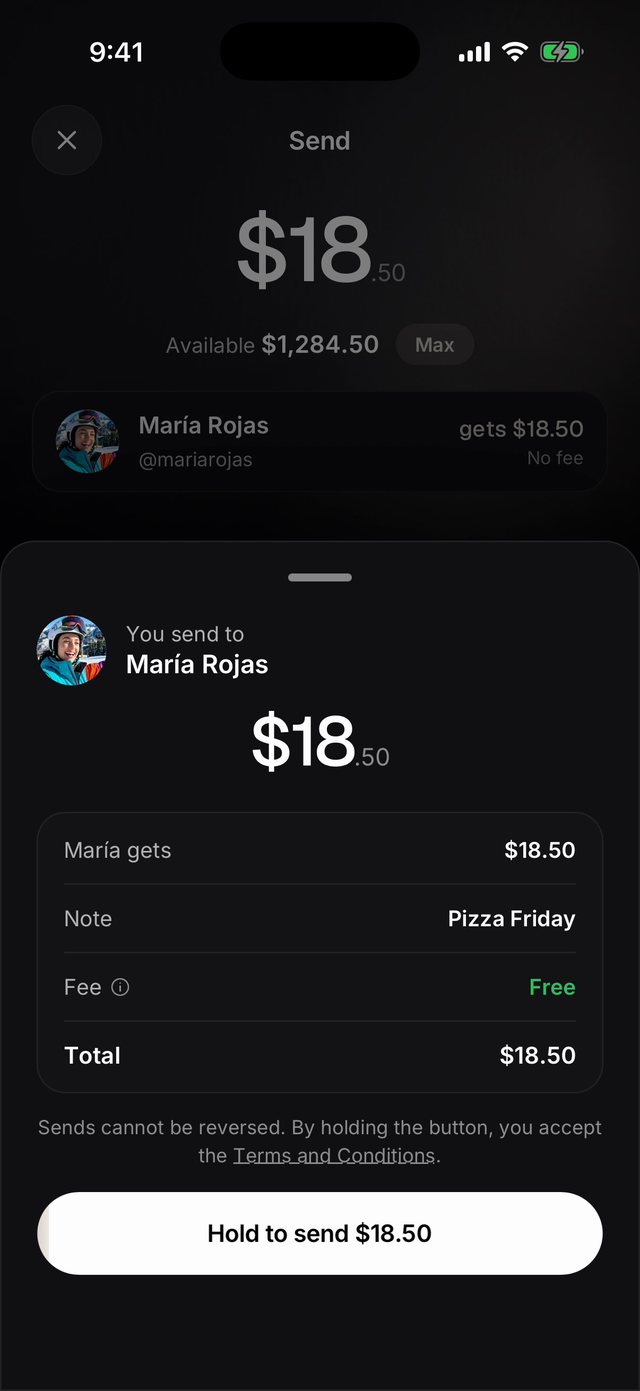 9:41
Send
$18.50
Available $1,284.50 Max
María Rojas gets $18.50
@mariarojas No fee
You send to
María Rojas
$18.50
María gets $18.50
Note Pizza Friday
Fee Free
Total $18.50
Sends cannot be reversed. By holding the button, you accept
the Terms and Conditions.
Hold to send $18.50